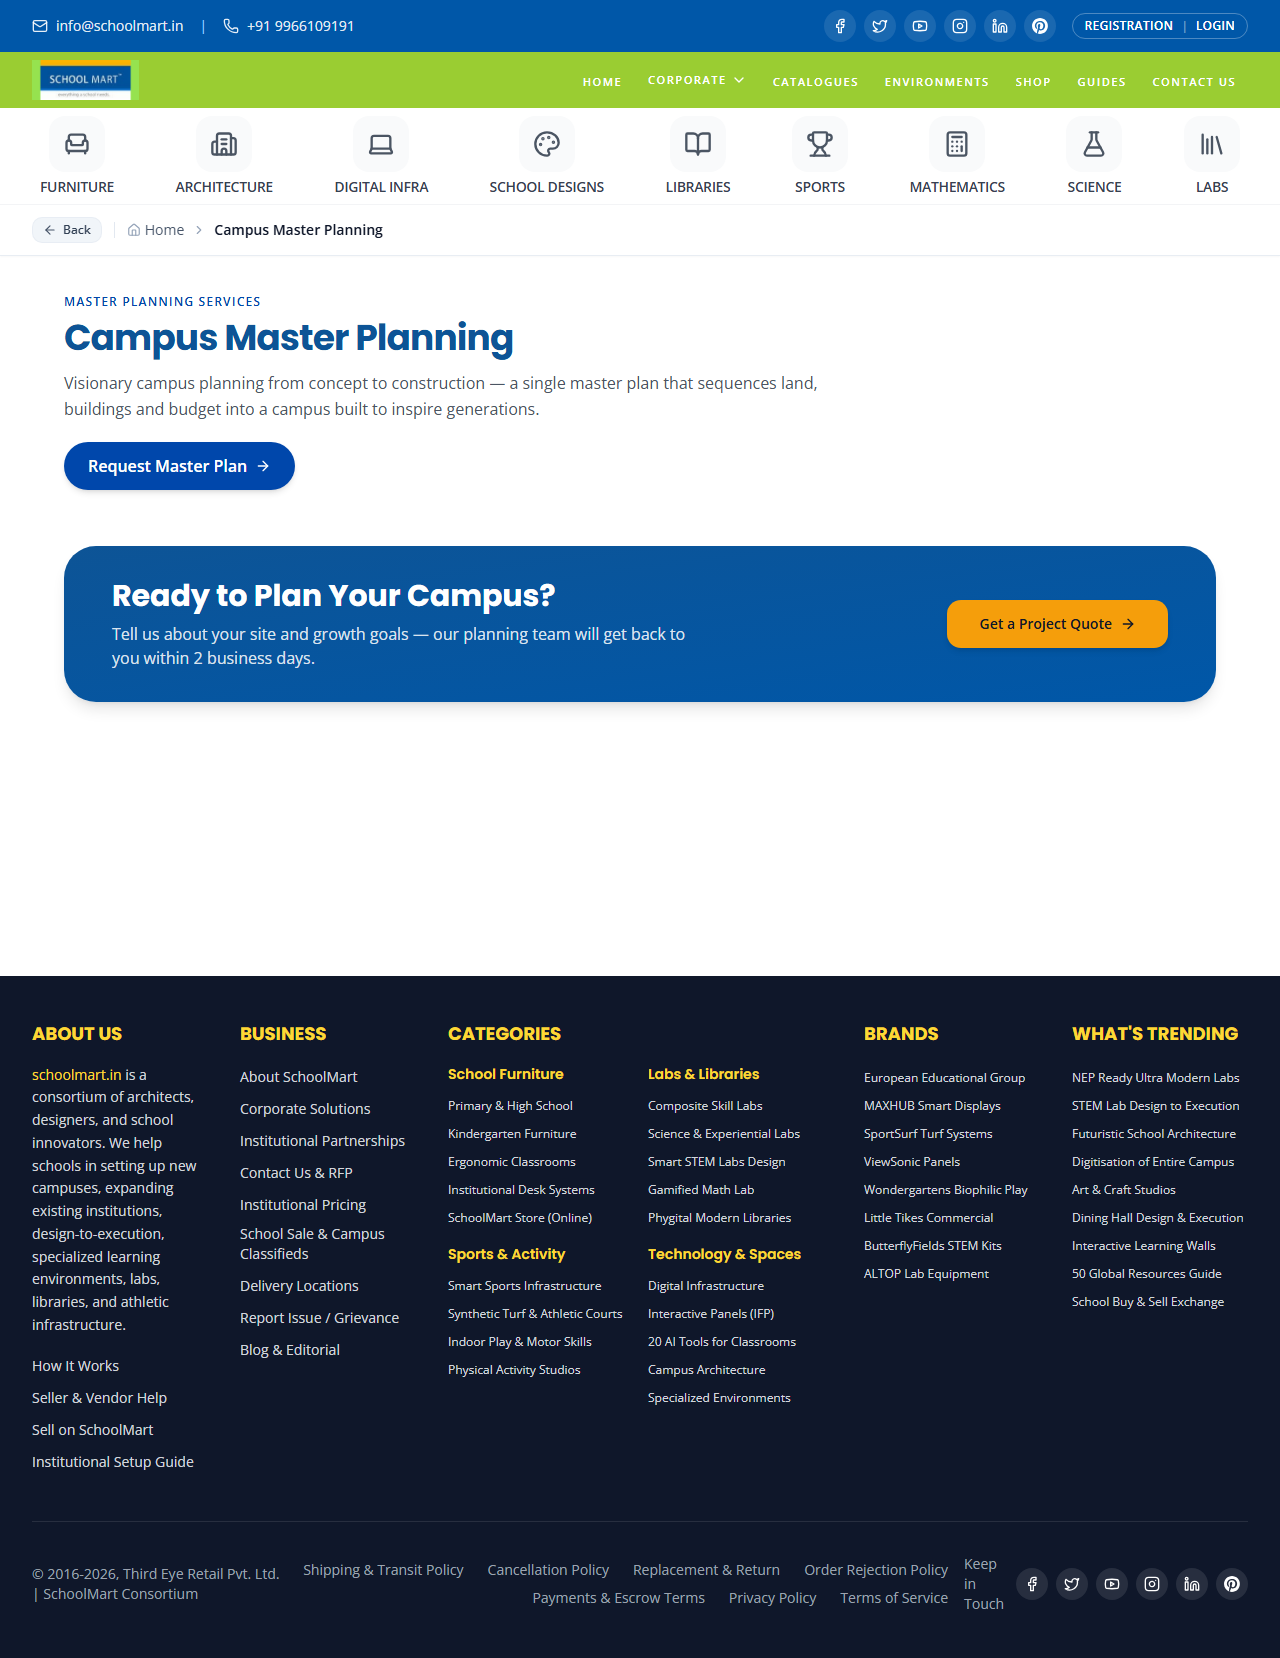 info@schoolmart.in | +91 9966109191
REGISTRATION | LOGIN
SCHOOL MART
HOME CORPORATE CATALOGUES ENVIRONMENTS SHOP GUIDES CONTACT US
FURNITURE ARCHITECTURE DIGITAL INFRA SCHOOL DESIGNS LIBRARIES SPORTS MATHEMATICS SCIENCE LABS
Back Home Campus Master Planning
MASTER PLANNING SERVICES
Campus Master Planning
Visionary campus planning from concept to construction — a single master plan that sequences land,
buildings and budget into a campus built to inspire generations.
Request Master Plan
Ready to Plan Your Campus?
Tell us about your site and growth goals — our planning team will get back to
you within 2 business days.
Get a Project Quote
ABOUT US
schoolmart.in is a
consortium of architects,
designers, and school
innovators. We help
schools in setting up new
campuses, expanding
existing institutions,
design-to-execution,
specialized learning
environments, labs,
libraries, and athletic
infrastructure.
How It Works
Seller & Vendor Help
Sell on SchoolMart
Institutional Setup Guide
BUSINESS
About SchoolMart
Corporate Solutions
Institutional Partnerships
Contact Us & RFP
Institutional Pricing
School Sale & Campus
Classifieds
Delivery Locations
Report Issue / Grievance
Blog & Editorial
CATEGORIES
School Furniture
Primary & High School
Kindergarten Furniture
Ergonomic Classrooms
Institutional Desk Systems
SchoolMart Store (Online)
Sports & Activity
Smart Sports Infrastructure
Synthetic Turf & Athletic Courts
Indoor Play & Motor Skills
Physical Activity Studios
Labs & Libraries
Composite Skill Labs
Science & Experiential Labs
Smart STEM Labs Design
Gamified Math Lab
Phygital Modern Libraries
Technology & Spaces
Digital Infrastructure
Interactive Panels (IFP)
20 AI Tools for Classrooms
Campus Architecture
Specialized Environments
BRANDS
European Educational Group
MAXHUB Smart Displays
SportSurf Turf Systems
ViewSonic Panels
Wondergartens Biophilic Play
Little Tikes Commercial
ButterflyFields STEM Kits
ALTOP Lab Equipment
WHAT'S TRENDING
NEP Ready Ultra Modern Labs
STEM Lab Design to Execution
Futuristic School Architecture
Digitisation of Entire Campus
Art & Craft Studios
Dining Hall Design & Execution
Interactive Learning Walls
50 Global Resources Guide
School Buy & Sell Exchange
© 2016-2026, Third Eye Retail Pvt. Ltd.
| SchoolMart Consortium
Shipping & Transit Policy Cancellation Policy Replacement & Return Order Rejection Policy
Payments & Escrow Terms Privacy Policy Terms of Service
Keep
in
Touch